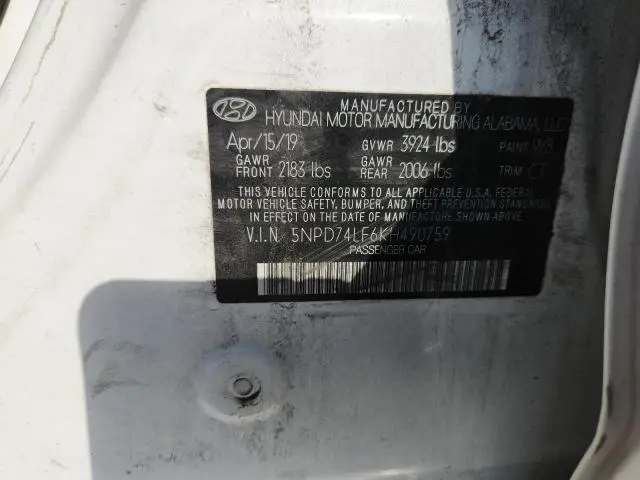 MANUFACTURED BY
HYUNDAI MOTOR MANUFACTURING ALABAMA, LLC
Apr/15/19 GVWR 3924 lbs PAINT W8
GAWR FRONT 2183 lbs GAWR REAR 2006 lbs TRIM
THIS VEHICLE CONFORMS TO ALL APPLICABLE U.S.A. FEDERAL
MOTOR VEHICLE SAFETY, BUMPER, AND THEFT PREVENTION STANDARDS
IN EFFECT ON THE DATE OF MANUFACTURE SHOWN ABOVE.
V.I.N. 5NPD74LF6KH490759
PASSENGER CAR